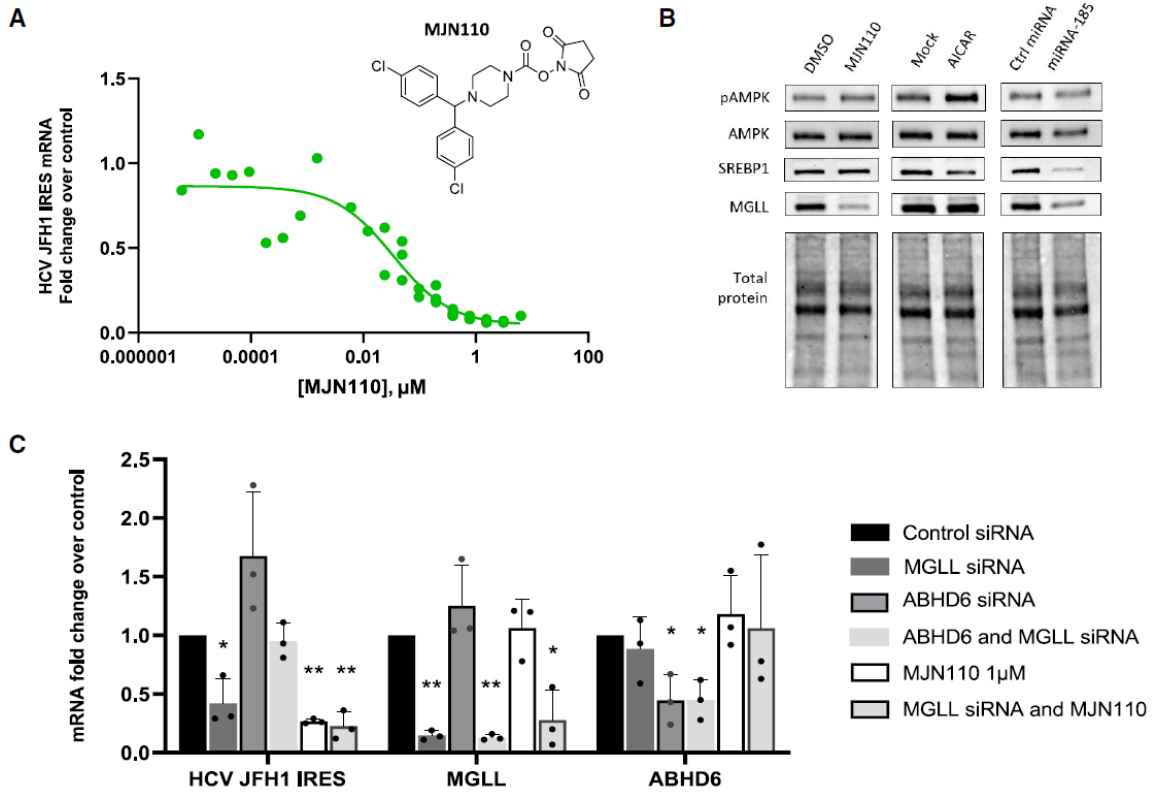 A
MJN110
Cl
Cl
N
N
O
O
N
O
O
HCV JFH1 IRES mRNA
Fold change over control
1.5
1.0
0.5
0.0
0.000001
0.0001
0.01
1
100
[MJN110], µM
B
DMSO
MJN110
Mock
AICAR
Ctrl miRNA
miRNA-185
pAMPK
AMPK
SREBP1
MGLL
Total
protein
C
mRNA fold change over control
2.5
2.0
1.5
1.0
0.5
0.0
*
**
**
**
**
*
*
*
HCV JFH1 IRES
MGLL
ABHD6
Control siRNA
MGLL siRNA
ABHD6 siRNA
ABHD6 and MGLL siRNA
MJN110 1µM
MGLL siRNA and MJN110